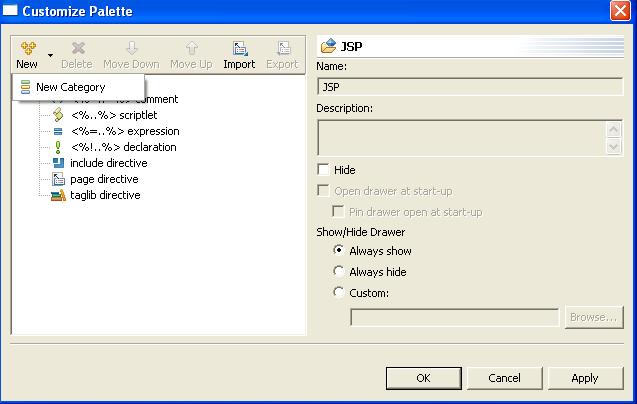 Customize Palette
New Delete Move Down Move Up Import Export
New Category
comment
<%..%> scriptlet
<%=..%> expression
<%!..%> declaration
include directive
page directive
taglib directive
JSP
Name:
JSP
Description:
Hide
Open drawer at start-up
Pin drawer open at start-up
Show/Hide Drawer
Always show
Always hide
Custom:
Browse...
OK Cancel Apply